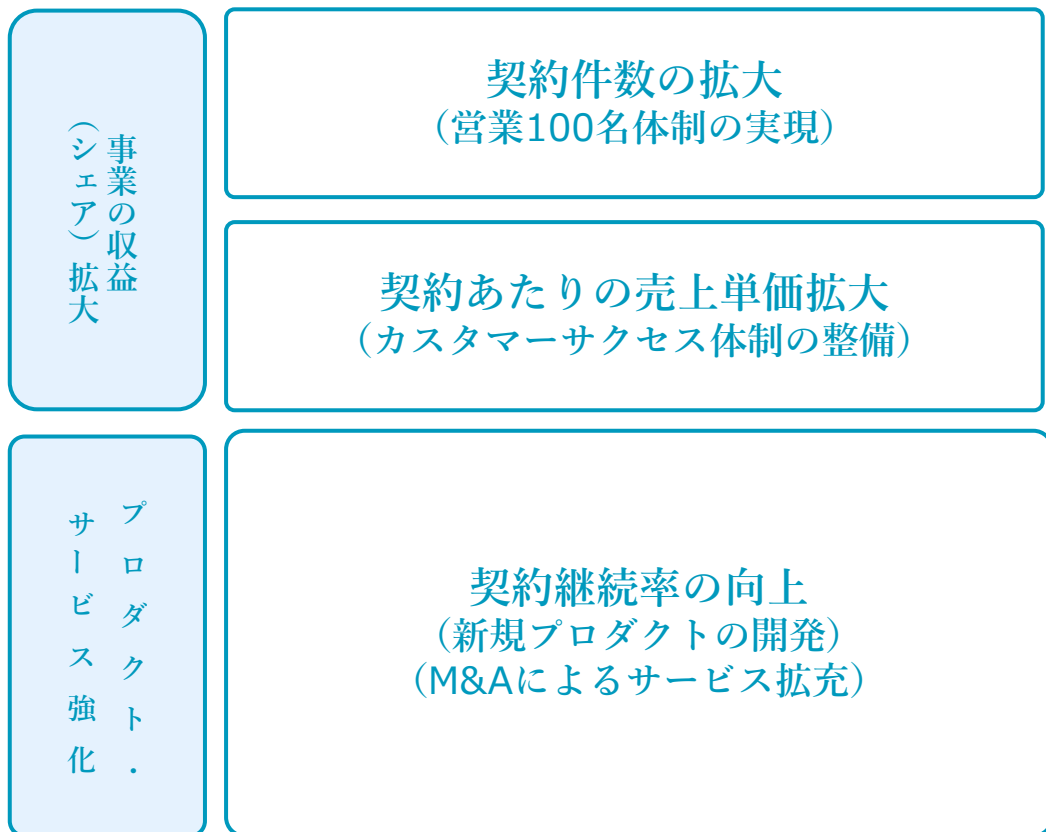 事業の収益
（シェア）拡大
契約件数の拡大
（営業100名体制の実現）
契約あたりの売上単価拡大
（カスタマーサクセス体制の整備）
プロダクト・
サービス強化
契約継続率の向上
（新規プロダクトの開発）
（M&Aによるサービス拡充）